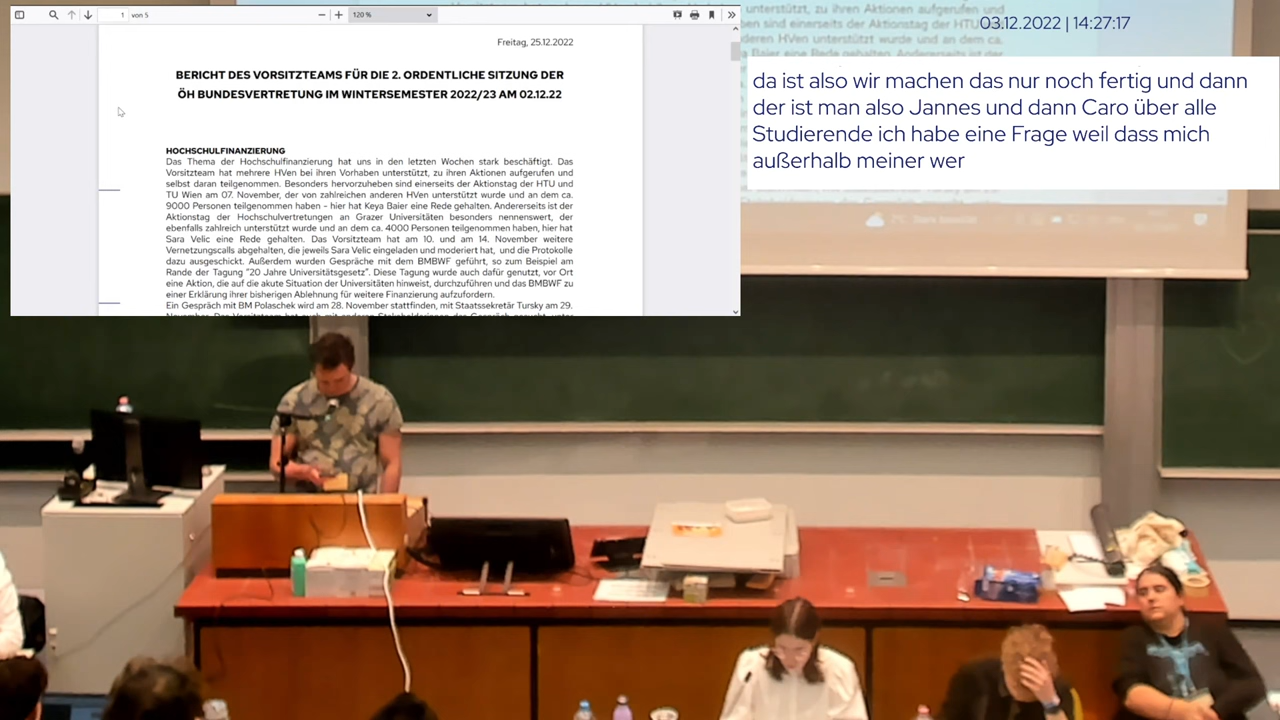 1 von 5
120 %
Freitag, 25.12.2022
BERICHT DES VORSITZTEAMS FÜR DIE 2. ORDENTLICHE SITZUNG DER
ÖH BUNDESVERTRETUNG IM WINTERSEMESTER 2022/23 AM 02.12.22
HOCHSCHULFINANZIERUNG
Das Thema der Hochschulfinanzierung hat uns in den letzten Wochen stark beschäftigt. Das
Vorsitzteam hat mehrere HVen bei ihren Vorhaben unterstützt, zu ihren Aktionen aufgerufen und
selbst daran teilgenommen. Besonders hervorzuheben sind einerseits der Aktionstag der HTU und
TU Wien am 07. November, der von zahlreichen anderen HVen unterstützt wurde und an dem ca.
9000 Personen teilgenommen haben - hier hat Keya Baier eine Rede gehalten. Andererseits ist der
Aktionstag der Hochschulvertretungen an Grazer Universitäten besonders nennenswert, der
ebenfalls zahlreich unterstützt wurde und an dem ca. 4000 Personen teilgenommen haben, hier hat
Sara Velic eine Rede gehalten. Das Vorsitzteam hat am 10. und am 14. November weitere
Vernetzungscalls abgehalten, die jeweils Sara Velic eingeladen und moderiert hat, und die Protokolle
dazu ausgeschickt. Außerdem wurden Gespräche mit dem BMBWF geführt, so zum Beispiel am
Rande der Tagung "20 Jahre Universitätsgesetz". Diese Tagung wurde auch dafür genutzt, vor Ort
eine Aktion, die auf die akute Situation der Universitäten hinweist, durchzuführen und das BMBWF zu
einer Erklärung ihrer bisherigen Ablehnung für weitere Finanzierung aufzufordern.
Ein Gespräch mit BM Polaschek wird am 28. November stattfinden, mit Staatssekretär Tursky am 29.
03.12.2022 | 14:27:17
da ist also wir machen das nur noch fertig und dann
der ist man also Jannes und dann Caro über alle
Studierende ich habe eine Frage weil dass mich
außerhalb meiner wer
unterstützt, zu ihren Aktionen aufgerufen und